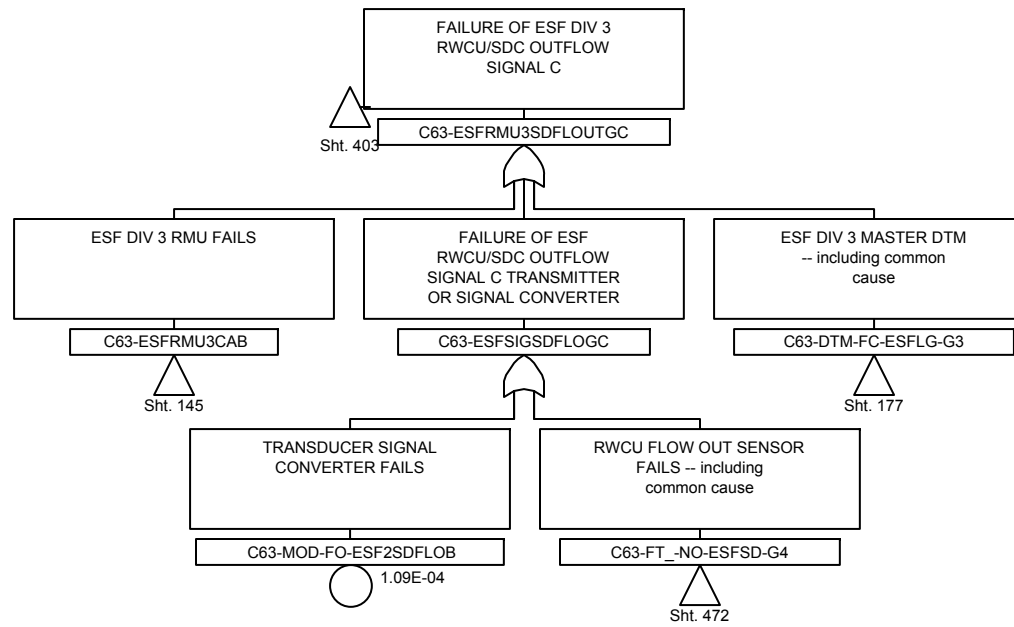 FAILURE OF ESF DIV 3
RWCU/SDC OUTFLOW
SIGNAL C
Sht. 403
C63-ESFRMU3SDFLOUTGC
ESF DIV 3 RMU FAILS
FAILURE OF ESF
RWCU/SDC OUTFLOW
SIGNAL C TRANSMITTER
OR SIGNAL CONVERTER
ESF DIV 3 MASTER DTM
-- including common
cause
C63-ESFRMU3CAB
C63-ESFSIGSDFLOGC
C63-DTM-FC-ESFLG-G3
Sht. 145
Sht. 177
TRANSDUCER SIGNAL
CONVERTER FAILS
RWCU FLOW OUT SENSOR
FAILS -- including
common cause
C63-MOD-FO-ESF2SDFLOB
C63-FT_-NO-ESFSD-G4
1.09E-04
Sht. 472